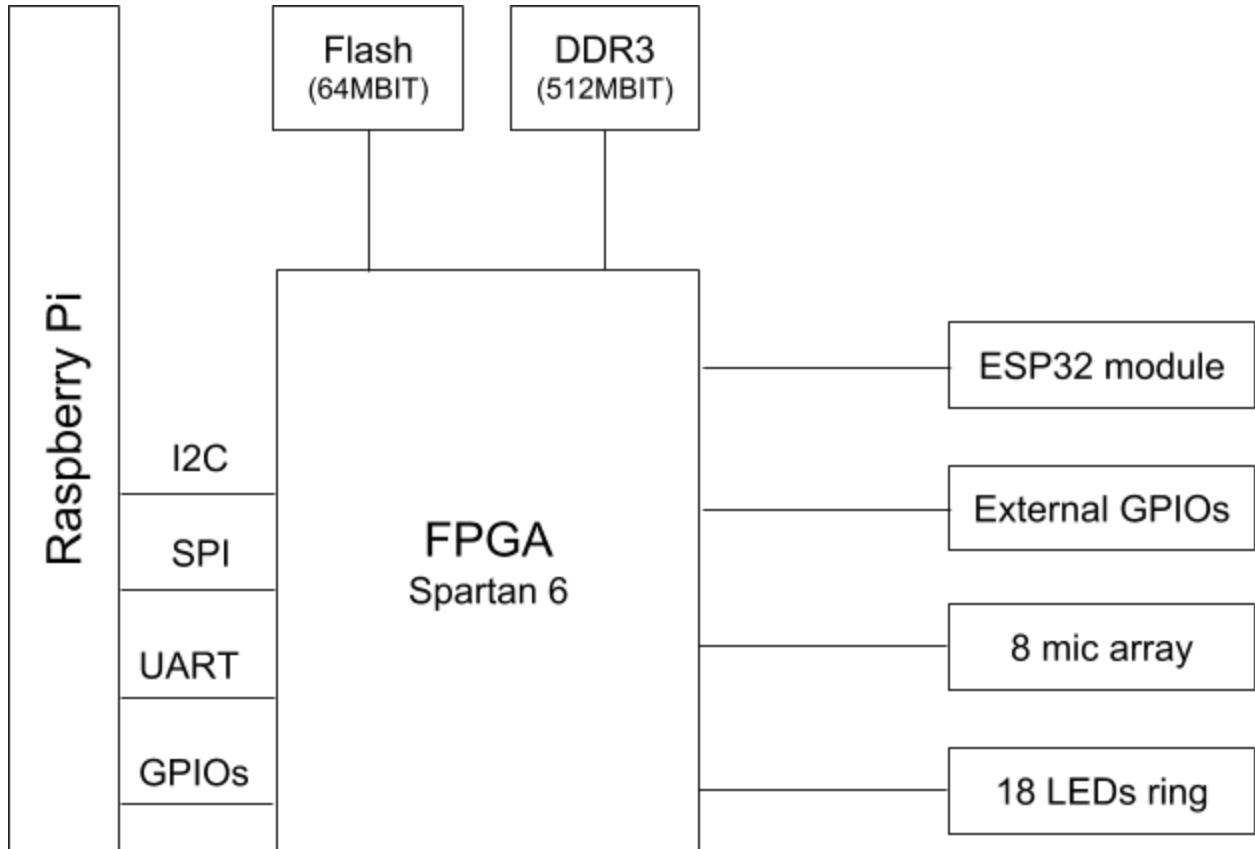 Flash
(64MBIT)
DDR3
(512MBIT)
Raspberry Pi
I2C
SPI
UART
GPIOs
FPGA
Spartan 6
ESP32 module
External GPIOs
8 mic array
18 LEDs ring